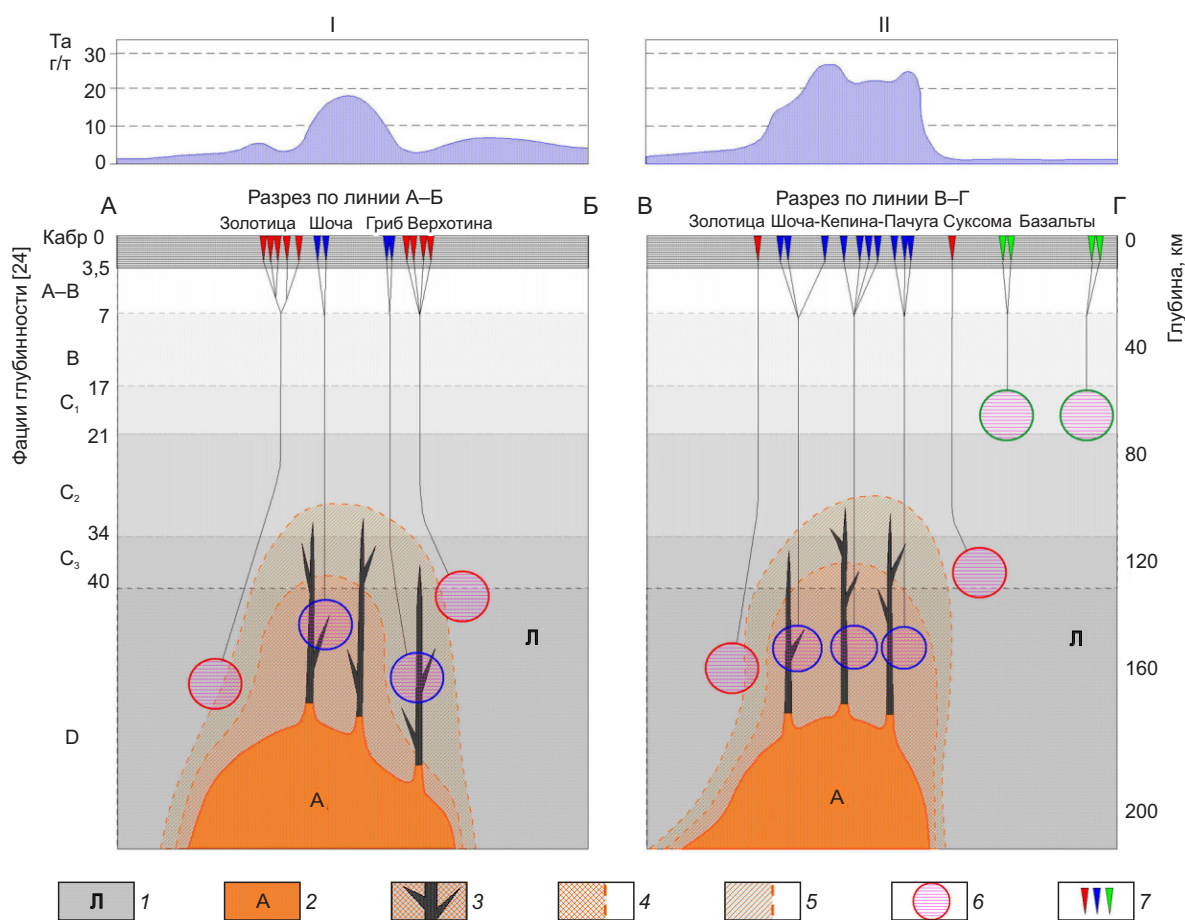 I
II
Ta
г/т
30
20
10
0
Разрез по линии А–Б
Разрез по линии В–Г
А
Б
В
Г
Золотица Шоча Гриб Верхотина
Золотица Шоча-Кепина-Пачуга Суксома Базальты
Кабр 0
3,5
А–В
7
В
17
С₁
21
С₂
34
С₃
40
D
Фации глубинности [24]
Л
А
Л
А
0
40
80
120
160
200
Глубина, км
Л 1
А 2
3
4
5
6
7